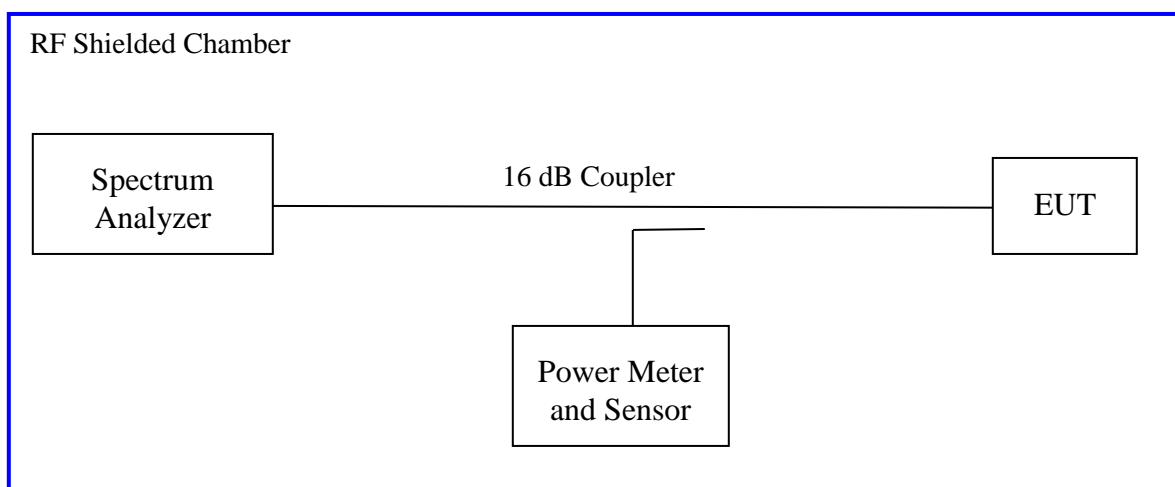 RF Shielded Chamber
Spectrum
Analyzer
16 dB Coupler
EUT
Power Meter
and Sensor